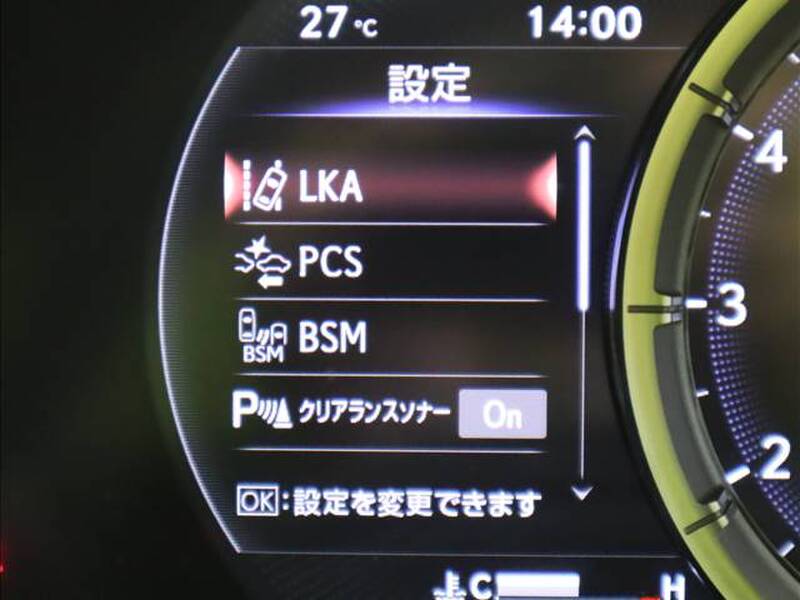 27℃ 14:00
設定
LKA
PCS
BSM
BSM
P クリアランスソナー On
OK:設定を変更できます
C H
4
3
2